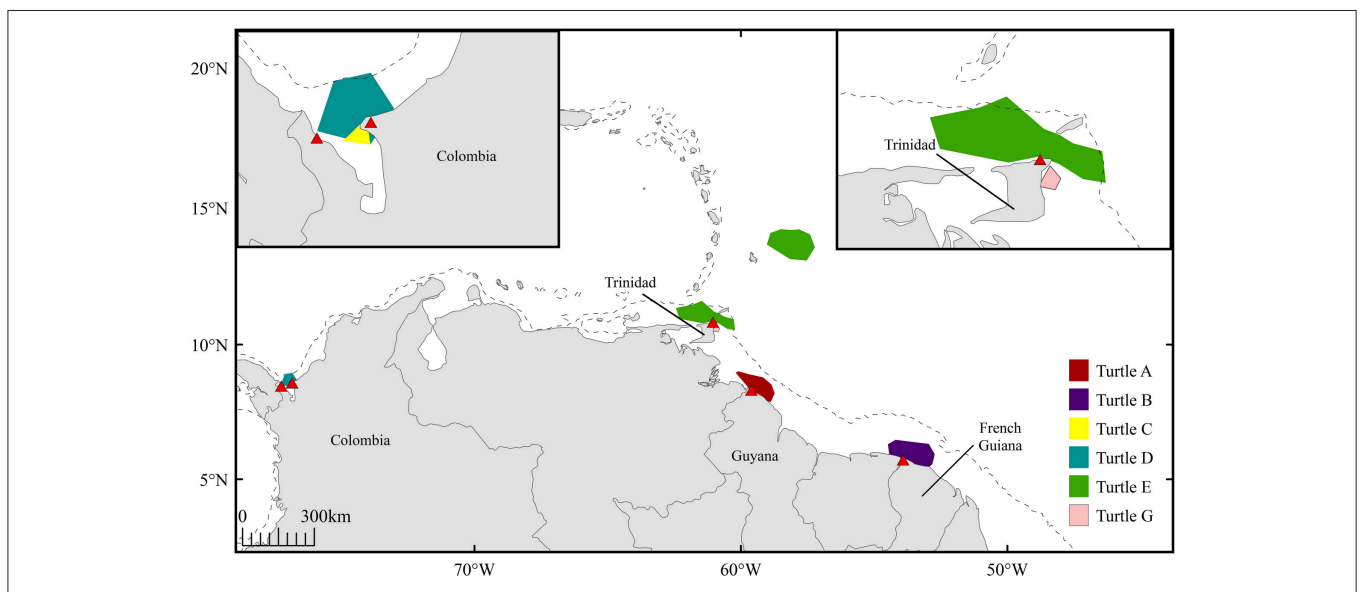 20°N
15°N
10°N
5°N
Colombia
Trinidad
Trinidad
Colombia
Guyana
French
Guiana
Turtle A
Turtle B
Turtle C
Turtle D
Turtle E
Turtle G
0 300km
70°W 60°W 50°W